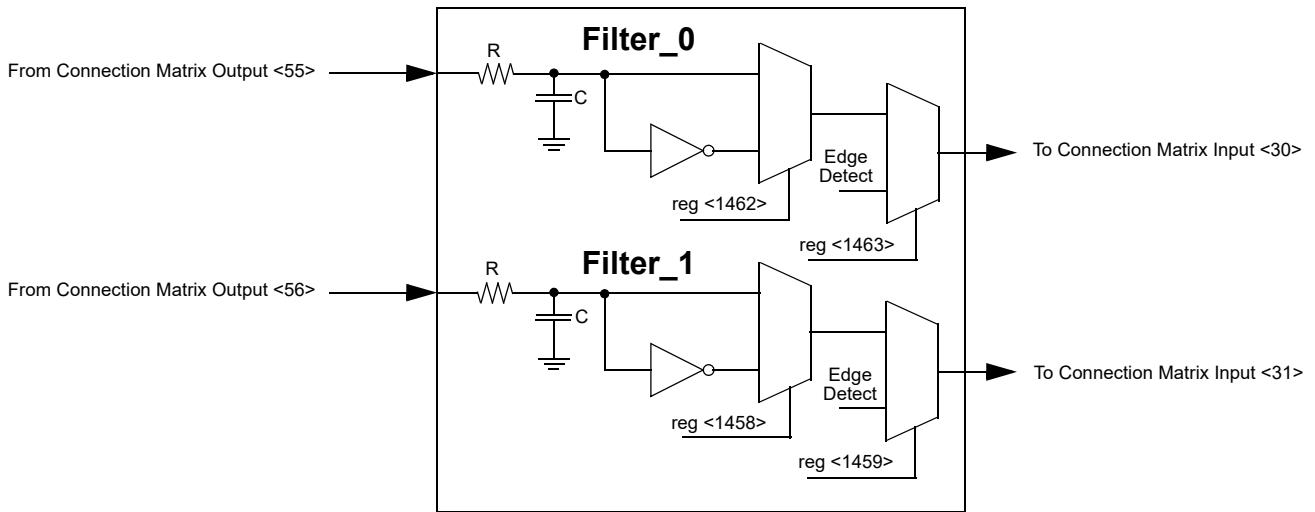 Filter_0
R
From Connection Matrix Output <55>
C
Edge
Detect
To Connection Matrix Input <30>
reg <1462>
reg <1463>
Filter_1
R
From Connection Matrix Output <56>
C
Edge
Detect
To Connection Matrix Input <31>
reg <1458>
reg <1459>